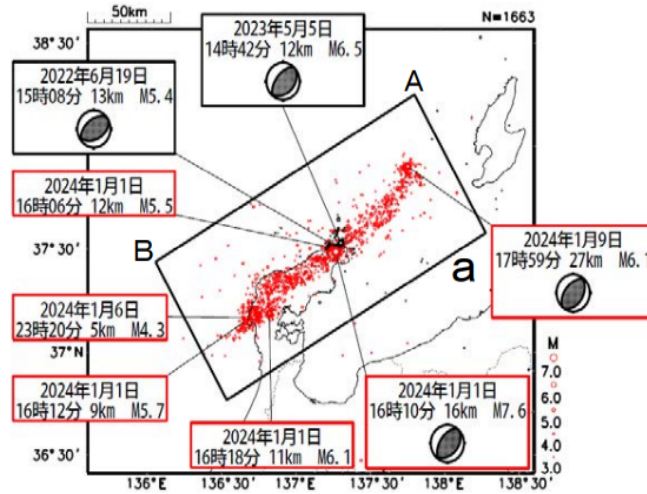 50km
N=1663
38°30'
2023年5月5日
14時42分 12km M6.5
2022年6月19日
15時08分 13km M5.4
A
2024年1月1日
16時06分 12km M5.5
37°30'
B
a
2024年1月9日
17時59分 27km M6.1
2024年1月6日
23時20分 5km M4.3
37°N
2024年1月1日
16時12分 9km M5.7
2024年1月1日
16時18分 11km M6.1
2024年1月1日
16時10分 16km M7.6
M
7.0
6.0
5.0
4.0
3.0
36°30'
136°E
136°30'
137°E
137°30'
138°E